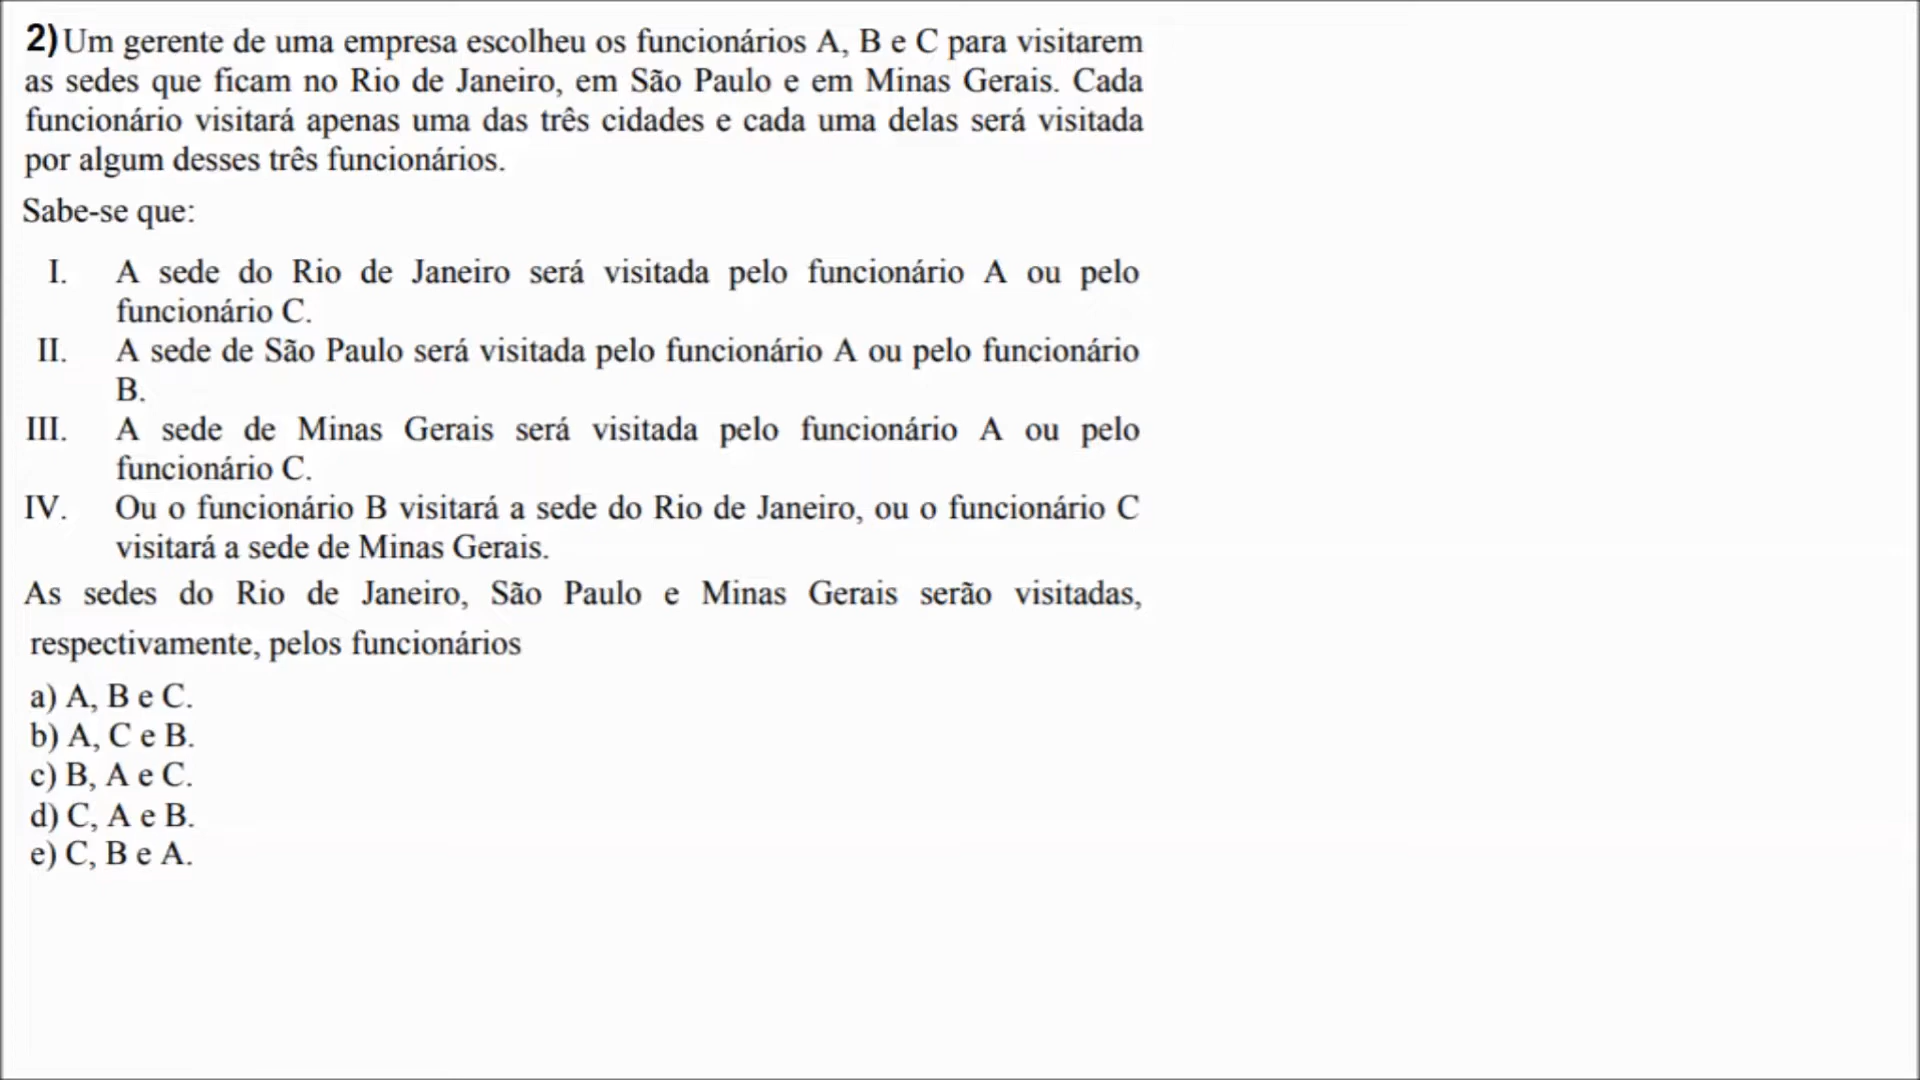 2) Um gerente de uma empresa escolheu os funcionários A, B e C para visitarem
as sedes que ficam no Rio de Janeiro, em São Paulo e em Minas Gerais. Cada
funcionário visitará apenas uma das três cidades e cada uma delas será visitada
por algum desses três funcionários.
Sabe-se que:
I. A sede do Rio de Janeiro será visitada pelo funcionário A ou pelo
funcionário C.
II. A sede de São Paulo será visitada pelo funcionário A ou pelo funcionário
B.
III. A sede de Minas Gerais será visitada pelo funcionário A ou pelo
funcionário C.
IV. Ou o funcionário B visitará a sede do Rio de Janeiro, ou o funcionário C
visitará a sede de Minas Gerais.
As sedes do Rio de Janeiro, São Paulo e Minas Gerais serão visitadas,
respectivamente, pelos funcionários
a) A, B e C.
b) A, C e B.
c) B, A e C.
d) C, A e B.
e) C, B e A.